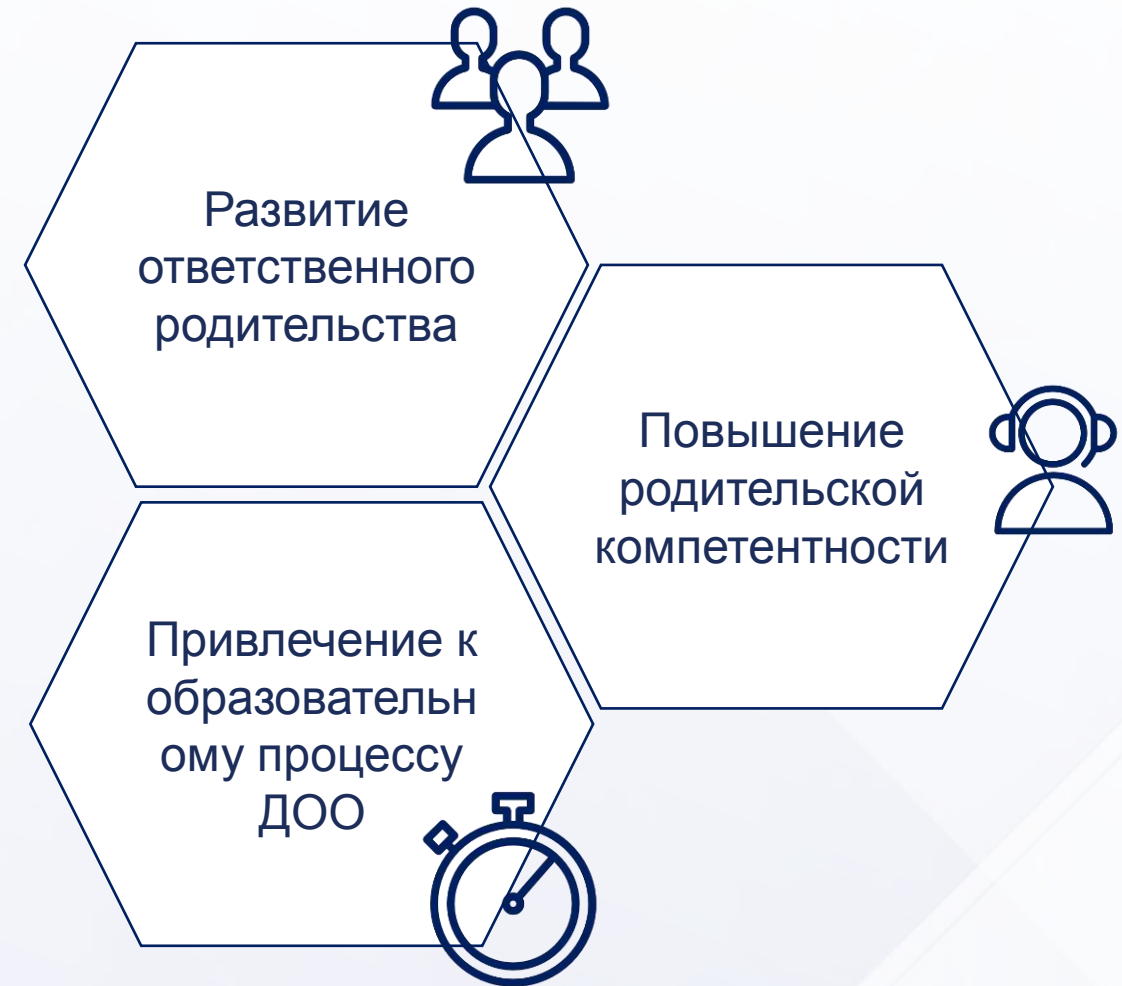 Развитие
ответственного
родительства
Повышение
родительской
компетентности
Привлечение к
образовательн
ому процессу
ДОО